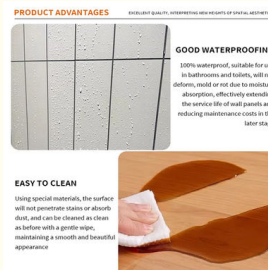 PRODUCT ADVANTAGES
EXCELLENT QUALITY, INTERPRETING NEW HEIGHTS OF SPATIAL AESTHET
GOOD WATERPROOFIN
100% waterproof, suitable for u
in bathrooms and toilets, will n
deform, mold or rot due to moistu
absorption, effectively extendi
the service life of wall panels a
reducing maintenance costs in t
later sta
EASY TO CLEAN
Using special materials, the surface
will not penetrate stains or absorb
dust, and can be cleaned as clean
as before with a gentle wipe,
maintaining a smooth and beautiful
appearance